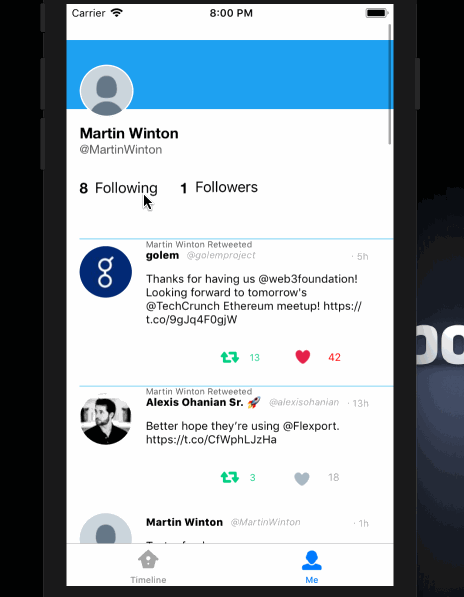 Carrier 8:00 PM
Martin Winton
@MartinWinton
8 Following 1 Followers
Martin Winton Retweeted
golem @golemproject · 5h
Thanks for having us @web3foundation!
Looking forward to tomorrow's
@TechCrunch Ethereum meetup! https://
t.co/9gJq4F0gjW
13 42
Martin Winton Retweeted
Alexis Ohanian Sr. 🚀 @alexisohanian · 13h
Better hope they're using @Flexport.
https://t.co/CfWphLJzHa
3 18
Martin Winton @MartinWinton · 1h
Timeline Me